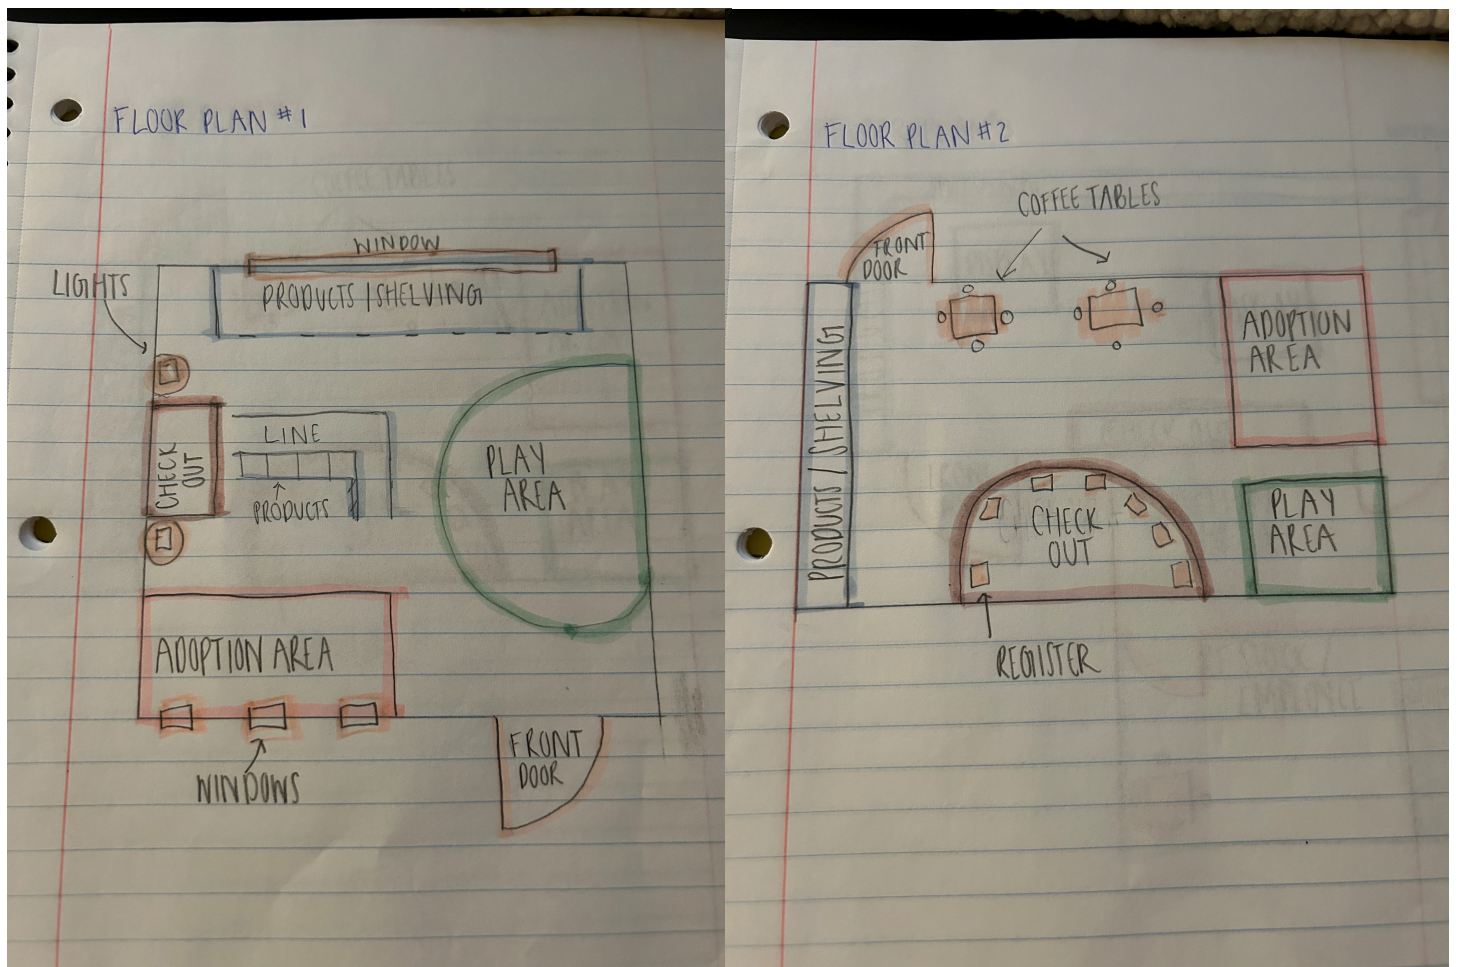 FLOOR PLAN #1
WINDOW
LIGHTS
PRODUCTS/SHELVING
CHECK
OUT
LINE
PRODUCTS
PLAY
AREA
ADOPTION AREA
WINDOWS
FRONT
DOOR
FLOOR PLAN #2
COFFEE TABLES
FRONT
DOOR
PRODUCTS / SHELVING
ADOPTION
AREA
CHECK
OUT
PLAY
AREA
REGISTER